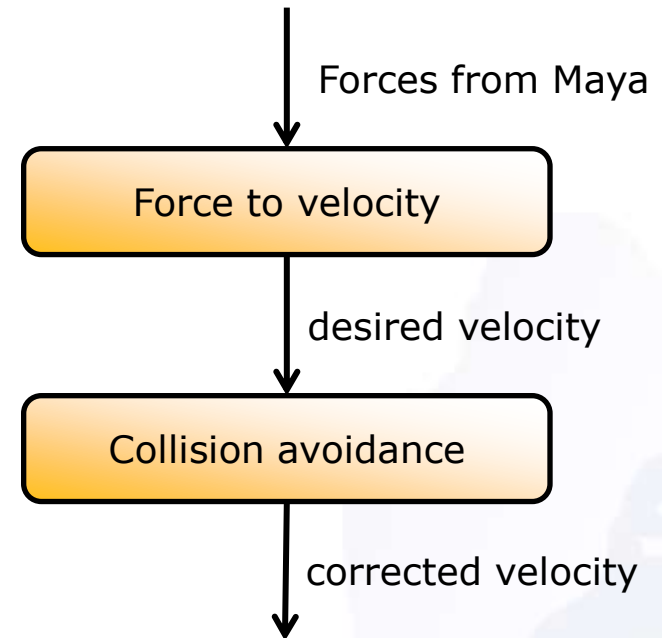 Forces from Maya
Force to velocity
desired velocity
Collision avoidance
corrected velocity